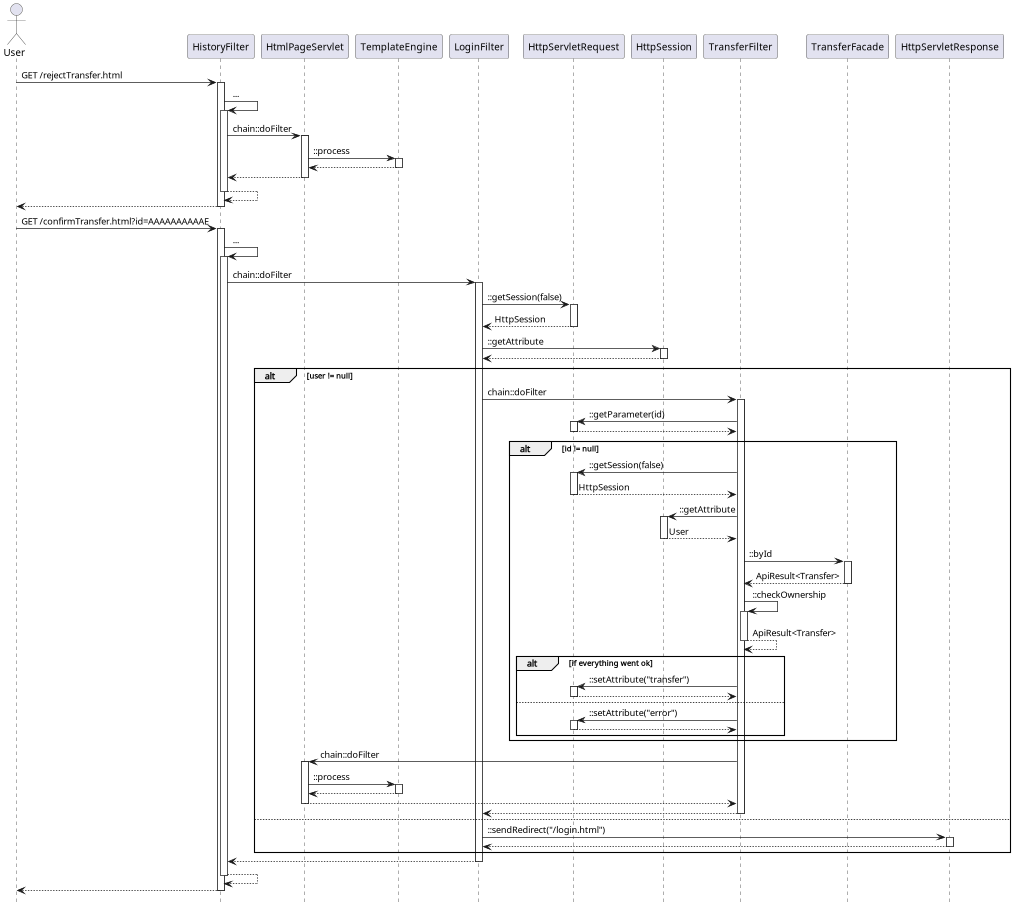 User
HistoryFilter HtmlPageServlet TemplateEngine LoginFilter HttpServletRequest HttpSession TransferFilter TransferFacade HttpServletResponse
GET /rejectTransfer.html
...
chain::doFilter
::process
GET /confirmTransfer.html?id=AAAAAAAAAAE
...
chain::doFilter
::getSession(false)
HttpSession
::getAttribute
alt [user != null]
chain::doFilter
::getParameter(id)
alt [id != null]
::getSession(false)
HttpSession
::getAttribute
User
::byId
ApiResult<Transfer>
::checkOwnership
ApiResult<Transfer>
alt [if everything went ok]
::setAttribute("transfer")
::setAttribute("error")
chain::doFilter
::process
::sendRedirect("/login.html")